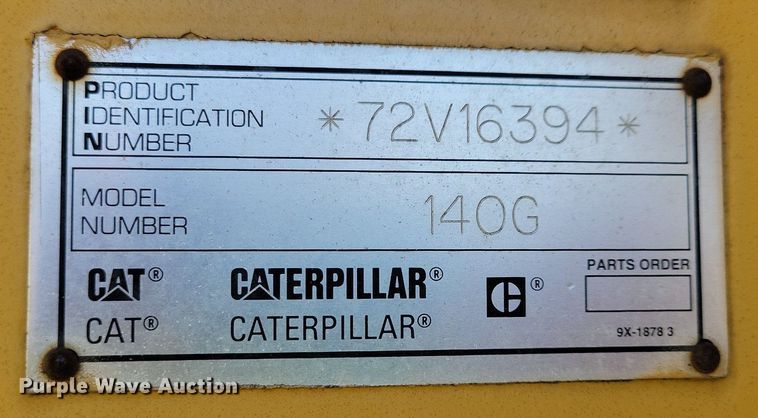 PRODUCT
IDENTIFICATION
NUMBER
*72V16394*
MODEL
NUMBER
140G
CAT® CATERPILLAR® ®
CAT® CATERPILLAR®
PARTS ORDER
9X-1878 3
Purple Wave Auction